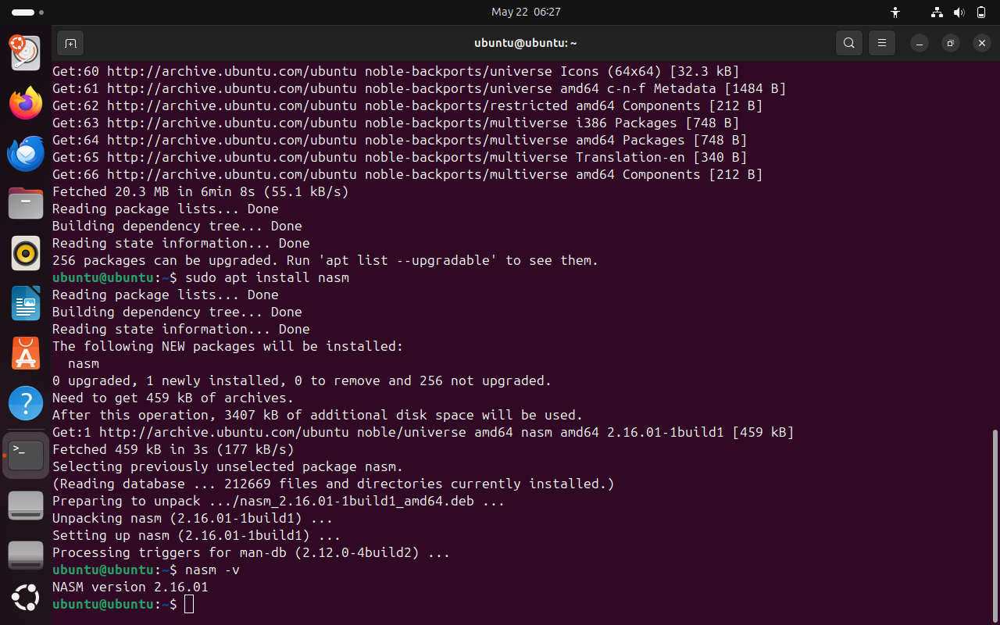 May 22 06:27
ubuntu@ubuntu: ~
Get:60 http://archive.ubuntu.com/ubuntu noble-backports/universe Icons (64x64) [32.3 kB]
Get:61 http://archive.ubuntu.com/ubuntu noble-backports/universe amd64 c-n-f Metadata [1484 B]
Get:62 http://archive.ubuntu.com/ubuntu noble-backports/restricted amd64 Components [212 B]
Get:63 http://archive.ubuntu.com/ubuntu noble-backports/multiverse i386 Packages [748 B]
Get:64 http://archive.ubuntu.com/ubuntu noble-backports/multiverse amd64 Packages [748 B]
Get:65 http://archive.ubuntu.com/ubuntu noble-backports/multiverse Translation-en [340 B]
Get:66 http://archive.ubuntu.com/ubuntu noble-backports/multiverse amd64 Components [212 B]
Fetched 20.3 MB in 6min 8s (55.1 kB/s)
Reading package lists... Done
Building dependency tree... Done
Reading state information... Done
256 packages can be upgraded. Run 'apt list --upgradable' to see them.
ubuntu@ubuntu:~$ sudo apt install nasm
Reading package lists... Done
Building dependency tree... Done
Reading state information... Done
The following NEW packages will be installed:
  nasm
0 upgraded, 1 newly installed, 0 to remove and 256 not upgraded.
Need to get 459 kB of archives.
After this operation, 3407 kB of additional disk space will be used.
Get:1 http://archive.ubuntu.com/ubuntu noble/universe amd64 nasm amd64 2.16.01-1build1 [459 kB]
Fetched 459 kB in 3s (177 kB/s)
Selecting previously unselected package nasm.
(Reading database ... 212669 files and directories currently installed.)
Preparing to unpack .../nasm_2.16.01-1build1_amd64.deb ...
Unpacking nasm (2.16.01-1build1) ...
Setting up nasm (2.16.01-1build1) ...
Processing triggers for man-db (2.12.0-4build2) ...
ubuntu@ubuntu:~$ nasm -v
NASM version 2.16.01
ubuntu@ubuntu:~$